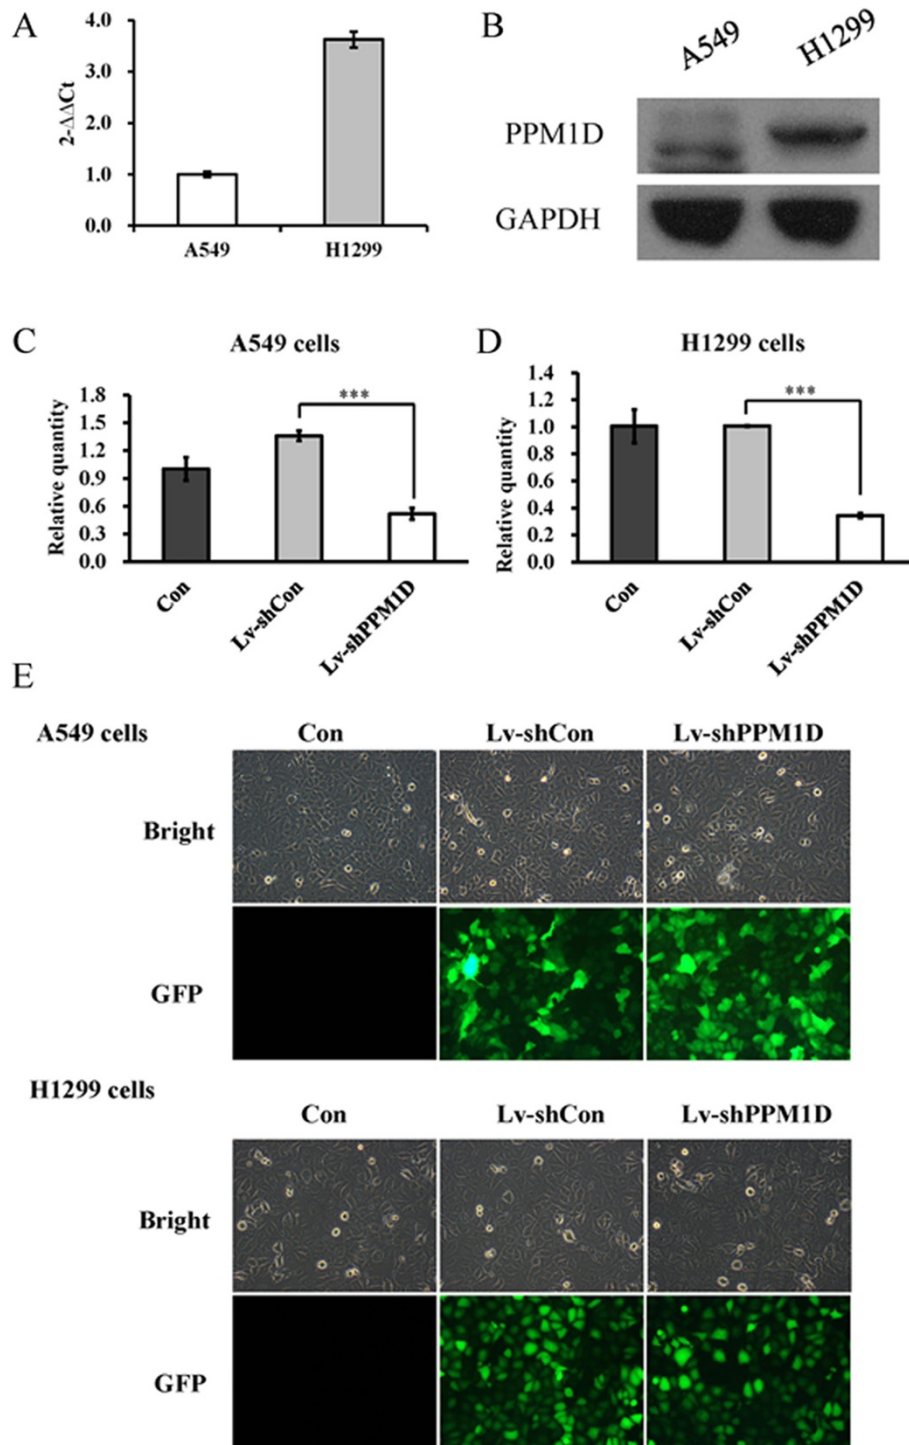 A
4.0
3.0
2.0
1.0
0.0
2-ΔΔCt
A549
H1299
B
A549
H1299
PPM1D
GAPDH
C
A549 cells
1.8
1.5
1.2
0.9
0.6
0.3
0.0
Relative quantity
***
Con
Lv-shCon
Lv-shPPM1D
D
H1299 cells
1.4
1.2
1.0
0.8
0.6
0.4
0.2
0.0
Relative quantity
***
Con
Lv-shCon
Lv-shPPM1D
E
A549 cells
Con
Lv-shCon
Lv-shPPM1D
Bright
GFP
H1299 cells
Con
Lv-shCon
Lv-shPPM1D
Bright
GFP